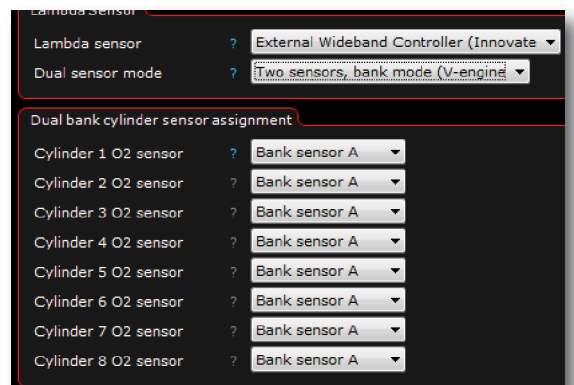 Lambda Sensor
Lambda sensor ? External Wideband Controller (Innovate
Dual sensor mode ? Two sensors, bank mode (V-engine
Dual bank cylinder sensor assignment
Cylinder 1 O2 sensor ? Bank sensor A
Cylinder 2 O2 sensor ? Bank sensor A
Cylinder 3 O2 sensor ? Bank sensor A
Cylinder 4 O2 sensor ? Bank sensor A
Cylinder 5 O2 sensor ? Bank sensor A
Cylinder 6 O2 sensor ? Bank sensor A
Cylinder 7 O2 sensor ? Bank sensor A
Cylinder 8 O2 sensor ? Bank sensor A